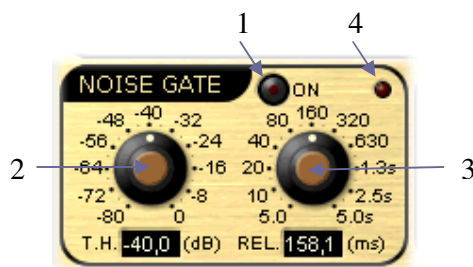 1 4
NOISE GATE ON
-48 -40 -32 80 160 320
-56 -24 40 630
2 -64 -16 20 1.3s 3
-72 -8 10 2.5s
-80 0 5.0 5.0s
T.H. -40,0 (dB) REL. 158,1 (ms)